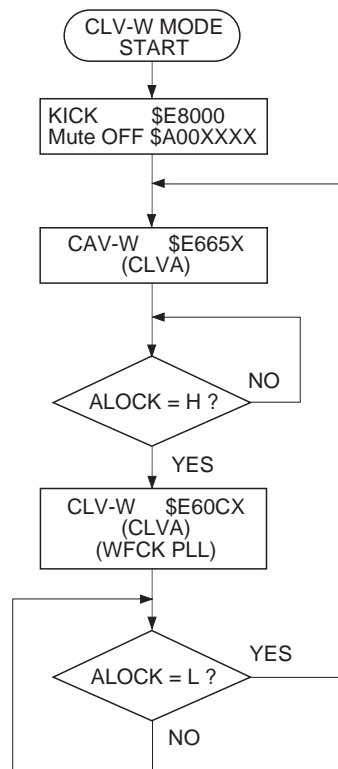 CLV-W MODE
START
KICK $E8000
Mute OFF $A00XXXX
CAV-W $E665X
(CLVA)
NO
ALOCK = H ?
YES
CLV-W $E60CX
(CLVA)
(WFCK PLL)
YES
ALOCK = L ?
NO